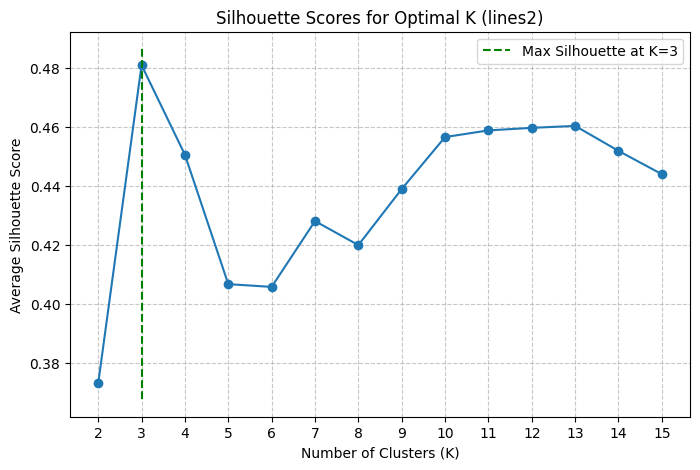 Silhouette Scores for Optimal K (lines2)
Max Silhouette at K=3
Average Silhouette Score
0.48
0.46
0.44
0.42
0.40
0.38
2 3 4 5 6 7 8 9 10 11 12 13 14 15
Number of Clusters (K)